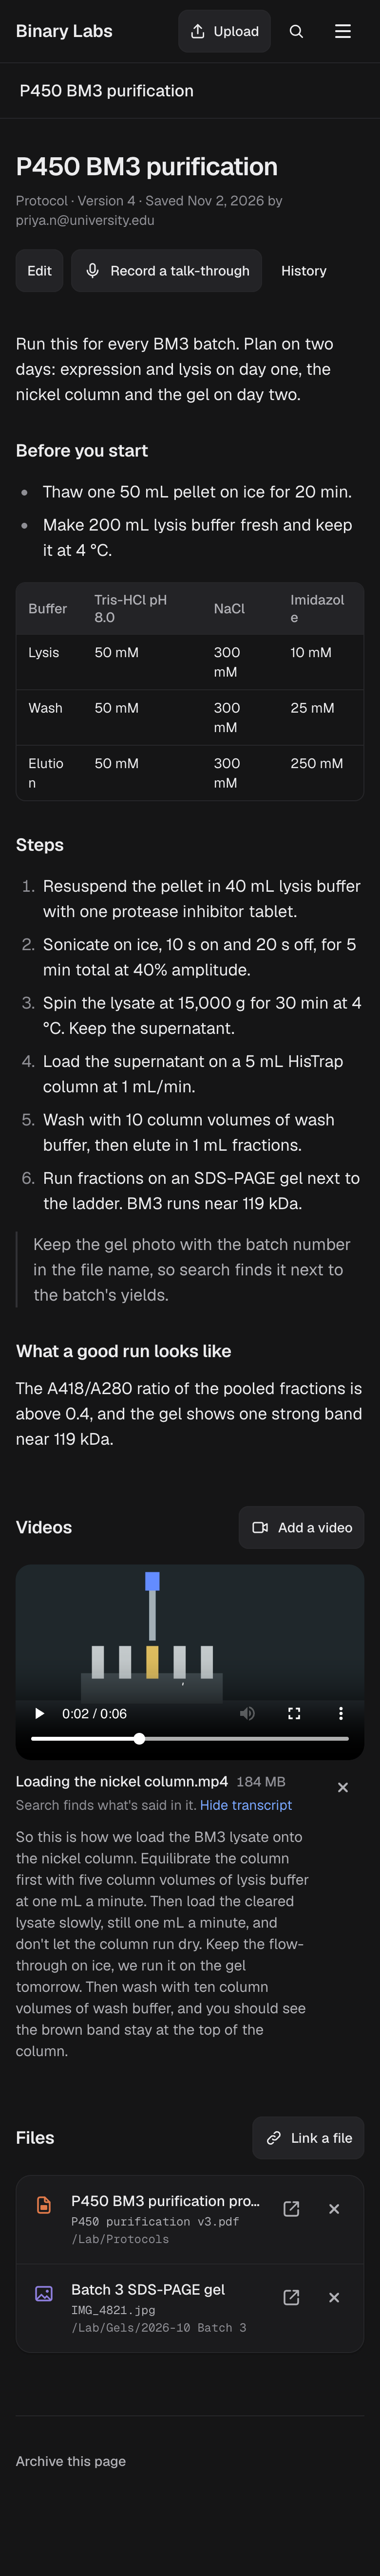 Binary Labs
Upload
P450 BM3 purification
P450 BM3 purification
Protocol · Version 4 · Saved Nov 2, 2026 by
priya.n@university.edu
Edit
Record a talk-through
History
Run this for every BM3 batch. Plan on two
days: expression and lysis on day one, the
nickel column and the gel on day two.
Before you start
• Thaw one 50 mL pellet on ice for 20 min.
• Make 200 mL lysis buffer fresh and keep
it at 4 °C.
Buffer Tris-HCl pH 8.0 NaCl Imidazole
Lysis 50 mM 300 mM 10 mM
Wash 50 mM 300 mM 25 mM
Elution 50 mM 300 mM 250 mM
Steps
1. Resuspend the pellet in 40 mL lysis buffer
with one protease inhibitor tablet.
2. Sonicate on ice, 10 s on and 20 s off, for 5
min total at 40% amplitude.
3. Spin the lysate at 15,000 g for 30 min at 4
°C. Keep the supernatant.
4. Load the supernatant on a 5 mL HisTrap
column at 1 mL/min.
5. Wash with 10 column volumes of wash
buffer, then elute in 1 mL fractions.
6. Run fractions on an SDS-PAGE gel next to
the ladder. BM3 runs near 119 kDa.
Keep the gel photo with the batch number
in the file name, so search finds it next to
the batch's yields.
What a good run looks like
The A418/A280 ratio of the pooled fractions is
above 0.4, and the gel shows one strong band
near 119 kDa.
Videos
Add a video
0:02 / 0:06
Loading the nickel column.mp4 184 MB
Search finds what's said in it. Hide transcript
So this is how we load the BM3 lysate onto
the nickel column. Equilibrate the column
first with five column volumes of lysis buffer
at one mL a minute. Then load the cleared
lysate slowly, still one mL a minute, and
don't let the column run dry. Keep the flow-
through on ice, we run it on the gel
tomorrow. Then wash with ten column
volumes of wash buffer, and you should see
the brown band stay at the top of the
column.
Files
Link a file
P450 BM3 purification pro...
P450 purification v3.pdf
/Lab/Protocols
Batch 3 SDS-PAGE gel
IMG_4821.jpg
/Lab/Gels/2026-10 Batch 3
Archive this page